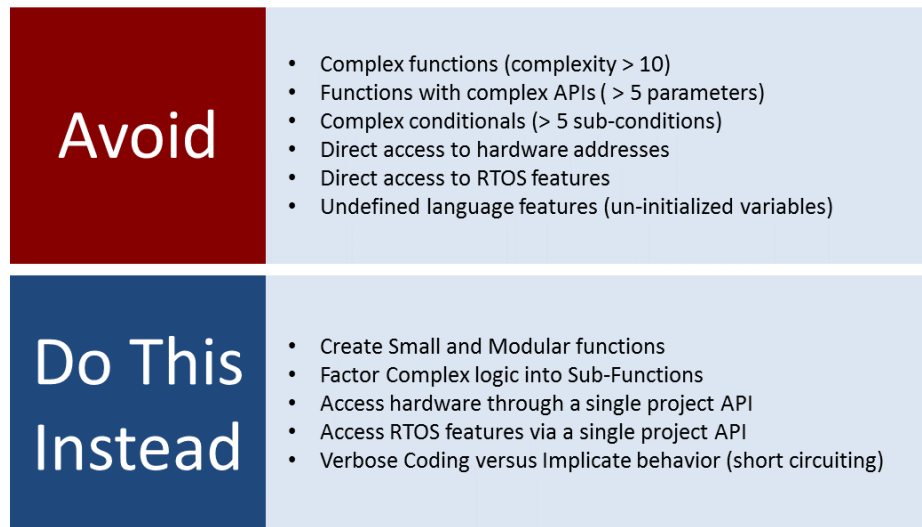 Avoid
• Complex functions (complexity > 10)
• Functions with complex APIs ( > 5 parameters)
• Complex conditionals (> 5 sub-conditions)
• Direct access to hardware addresses
• Direct access to RTOS features
• Undefined language features (un-initialized variables)
Do This
Instead
• Create Small and Modular functions
• Factor Complex logic into Sub-Functions
• Access hardware through a single project API
• Access RTOS features via a single project API
• Verbose Coding versus Implicate behavior (short circuiting)